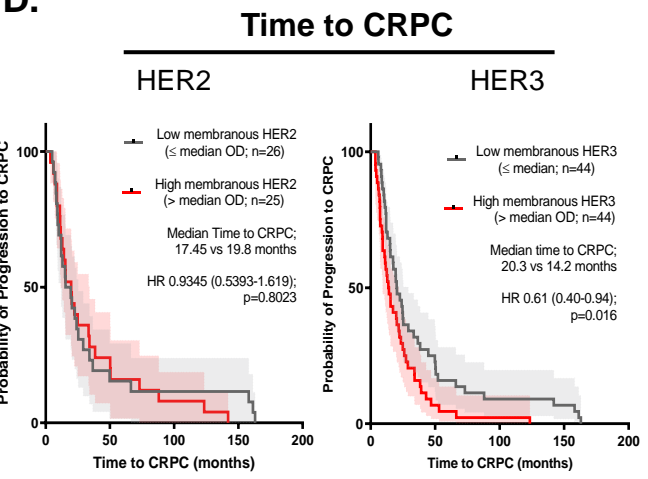 D.
Time to CRPC
HER2
HER3
Probability of Progression to CRPC
100
50
0
Low membranous HER2
(≤ median OD; n=26)
High membranous HER2
(> median OD; n=25)
Median Time to CRPC;
17.45 vs 19.8 months
HR 0.9345 (0.5393-1.619);
p=0.8023
0 50 100 150 200
Time to CRPC (months)
Probability of Progression to CRPC
100
50
0
Low membranous HER3
(≤ median; n=44)
High membranous HER3
(> median OD; n=44)
Median time to CRPC;
20.3 vs 14.2 months
HR 0.61 (0.40-0.94);
p=0.016
0 50 100 150 200
Time to CRPC (months)